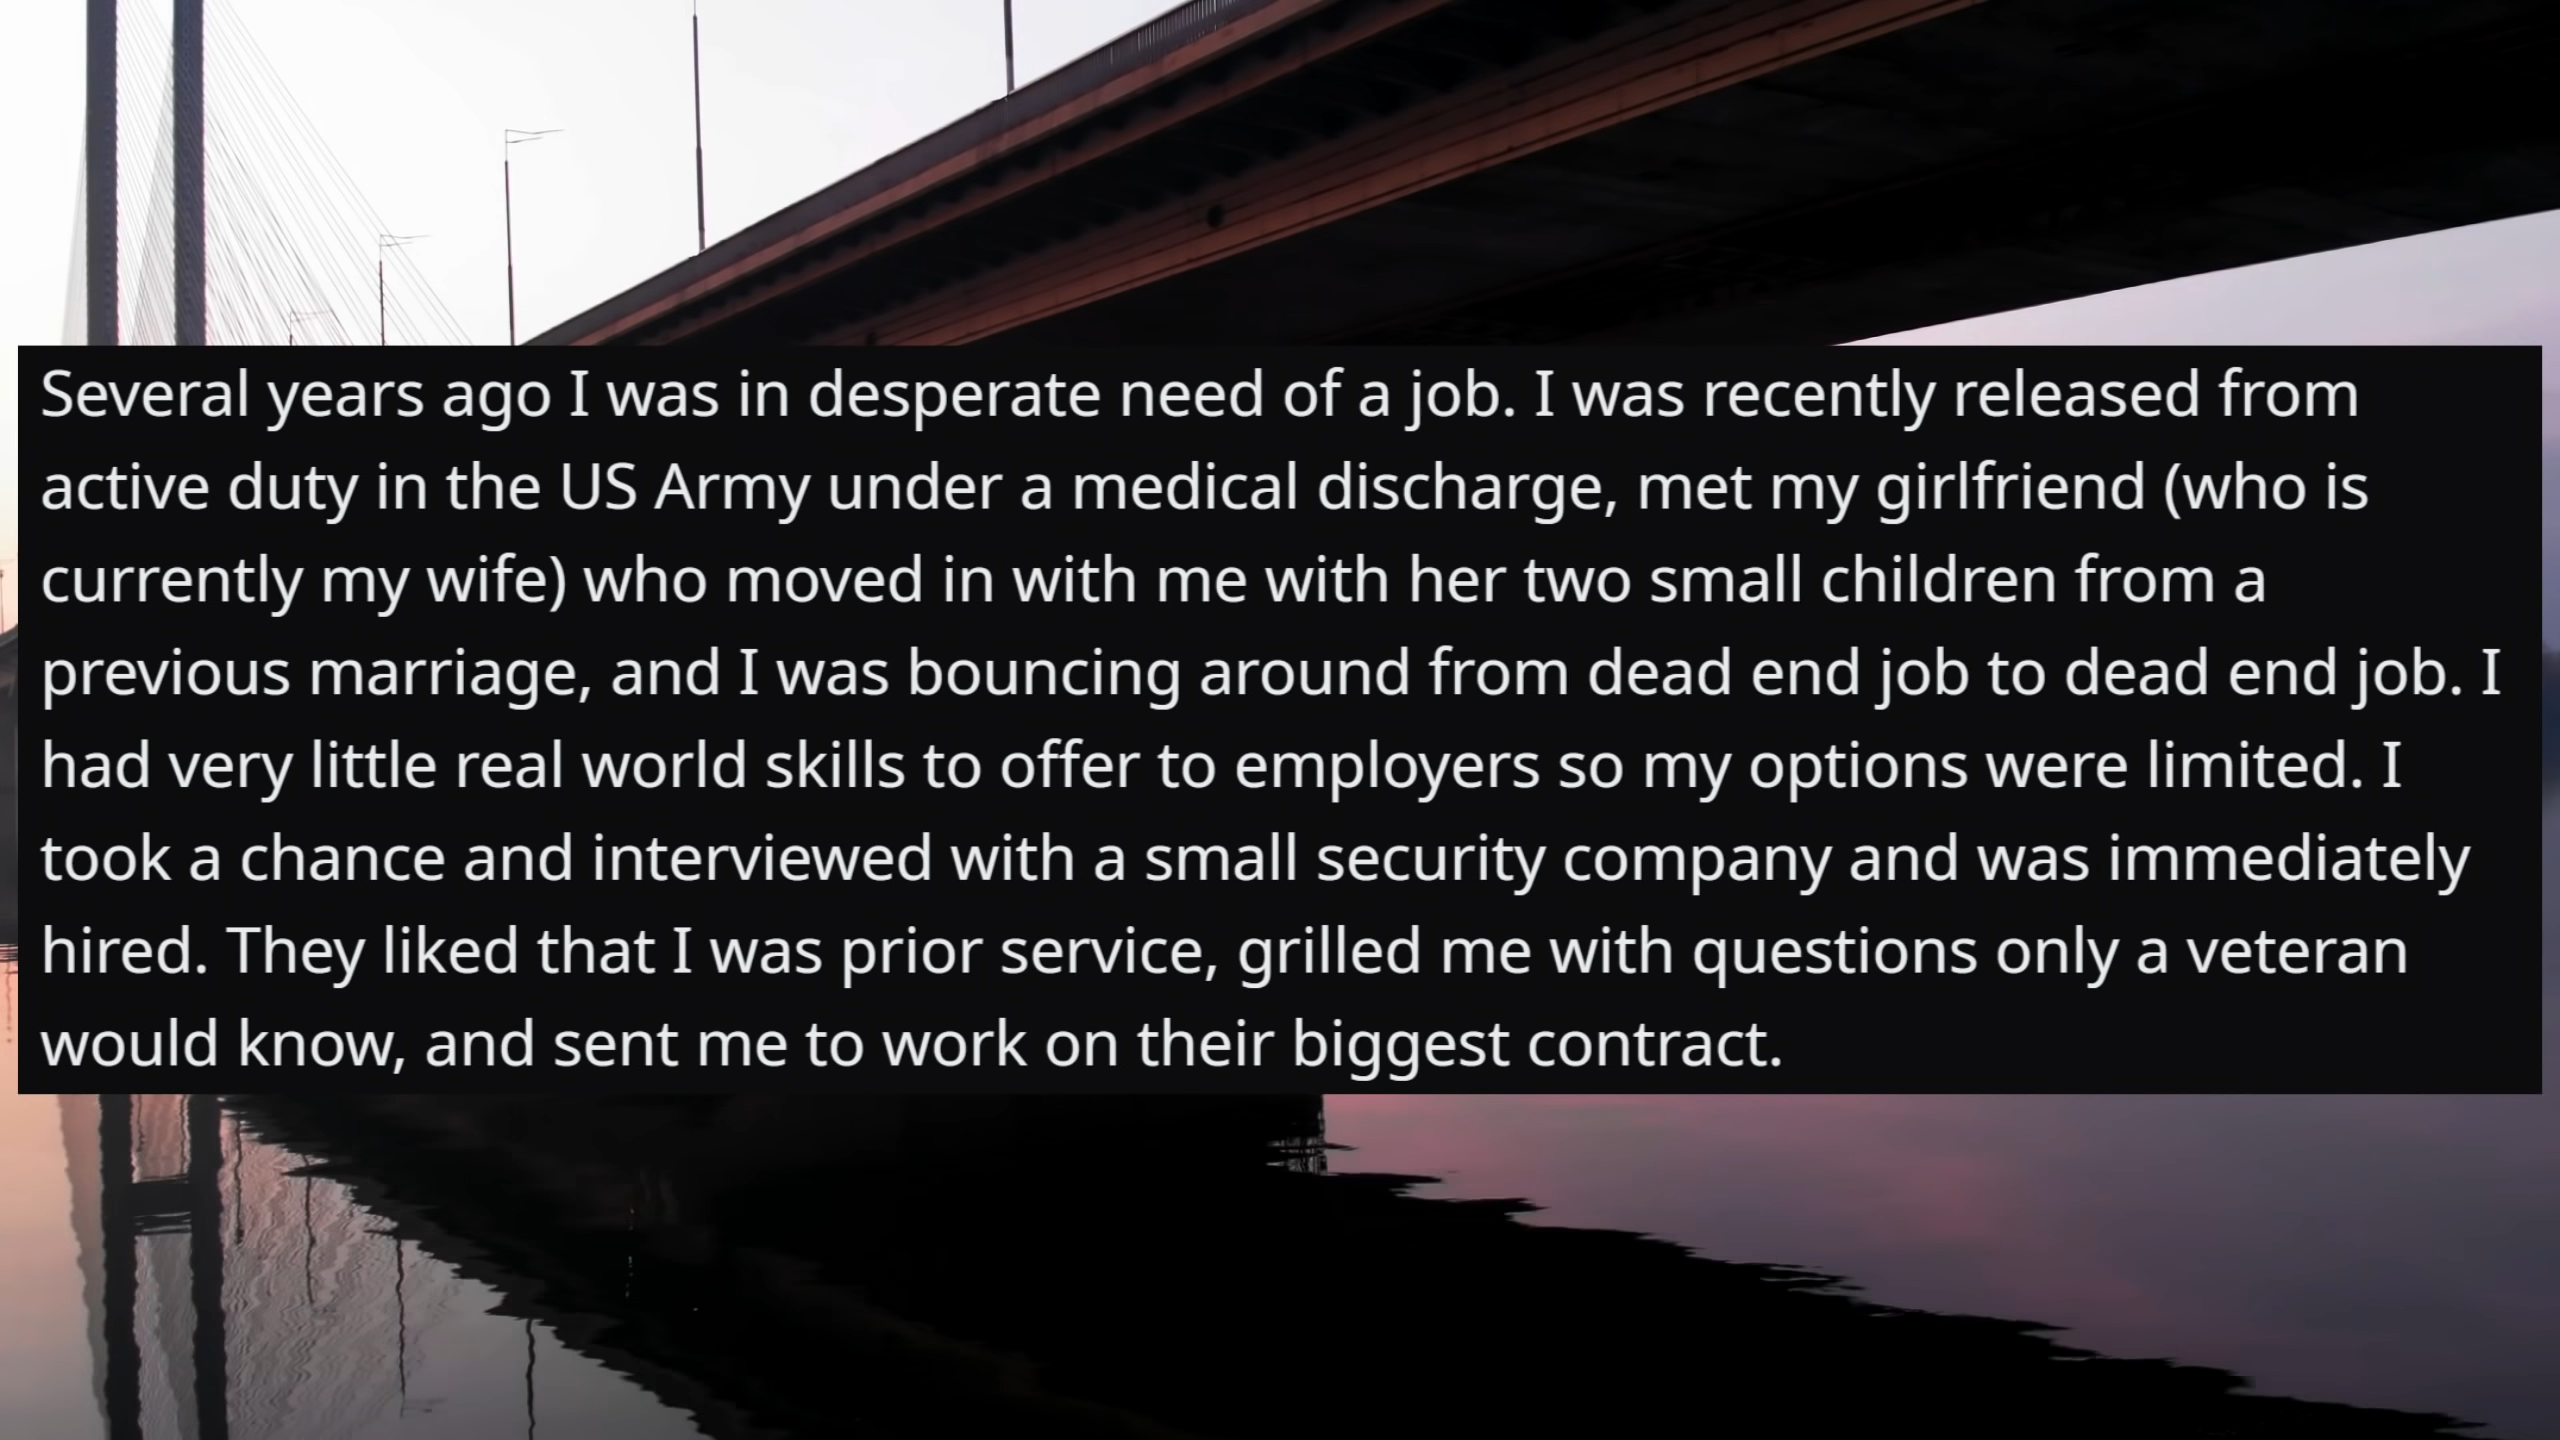 Several years ago I was in desperate need of a job. I was recently released from
active duty in the US Army under a medical discharge, met my girlfriend (who is
currently my wife) who moved in with me with her two small children from a
previous marriage, and I was bouncing around from dead end job to dead end job. I
had very little real world skills to offer to employers so my options were limited. I
took a chance and interviewed with a small security company and was immediately
hired. They liked that I was prior service, grilled me with questions only a veteran
would know, and sent me to work on their biggest contract.